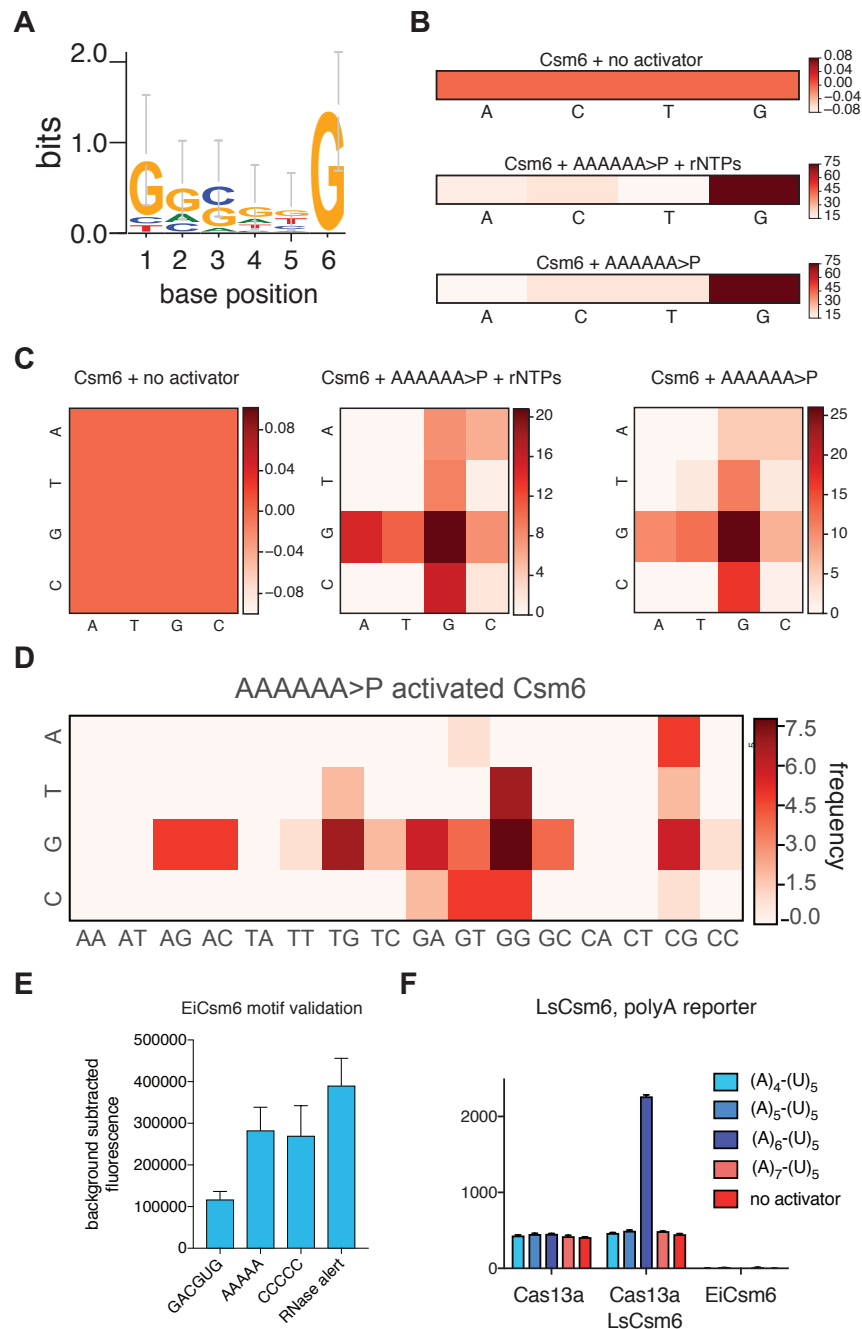 A
bits
2.0
1.0
0.0
G C T
G A C
C G A
G A T
G T C
G
1 2 3 4 5 6
base position
B
Csm6 + no activator
A C T G
0.08
0.04
0.00
−0.04
−0.08
Csm6 + AAAAAA>P + rNTPs
A C T G
75
60
45
30
15
Csm6 + AAAAAA>P
A C T G
75
60
45
30
15
C
Csm6 + no activator
A
T
G
C
A T G C
0.08
0.04
0.00
−0.04
−0.08
Csm6 + AAAAAA>P + rNTPs
A
T
G
C
A T G C
20
16
12
8
4
0
Csm6 + AAAAAA>P
A
T
G
C
A T G C
25
20
15
10
5
0
D
AAAAAA>P activated Csm6
A
T
G
C
AA AT AG AC TA TT TG TC GA GT GG GC CA CT CG CC
5
7.5
6.0
4.5
3.0
1.5
0.0
frequency
E
EiCsm6 motif validation
background subtracted
fluorescence
500000
400000
300000
200000
100000
0
GACGUG
AAAAA
CCCCC
RNase alert
F
LsCsm6, polyA reporter
2000
1000
0
(A)4-(U)5
(A)5-(U)5
(A)6-(U)5
(A)7-(U)5
no activator
Cas13a
Cas13a
LsCsm6
EiCsm6